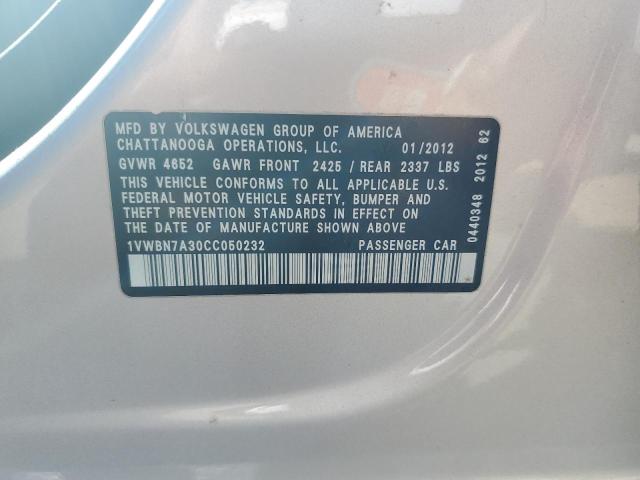 MFD BY VOLKSWAGEN GROUP OF AMERICA
CHATTANOOGA OPERATIONS, LLC. 01/2012
GVWR 4652 GAWR FRONT 2425 / REAR 2337 LBS
THIS VEHICLE CONFORMS TO ALL APPLICABLE U.S.
FEDERAL MOTOR VEHICLE SAFETY, BUMPER AND
THEFT PREVENTION STANDARDS IN EFFECT ON
THE DATE OF MANUFACTURE SHOWN ABOVE
1VWBN7A30CC050232 PASSENGER CAR
0440348 2012 62